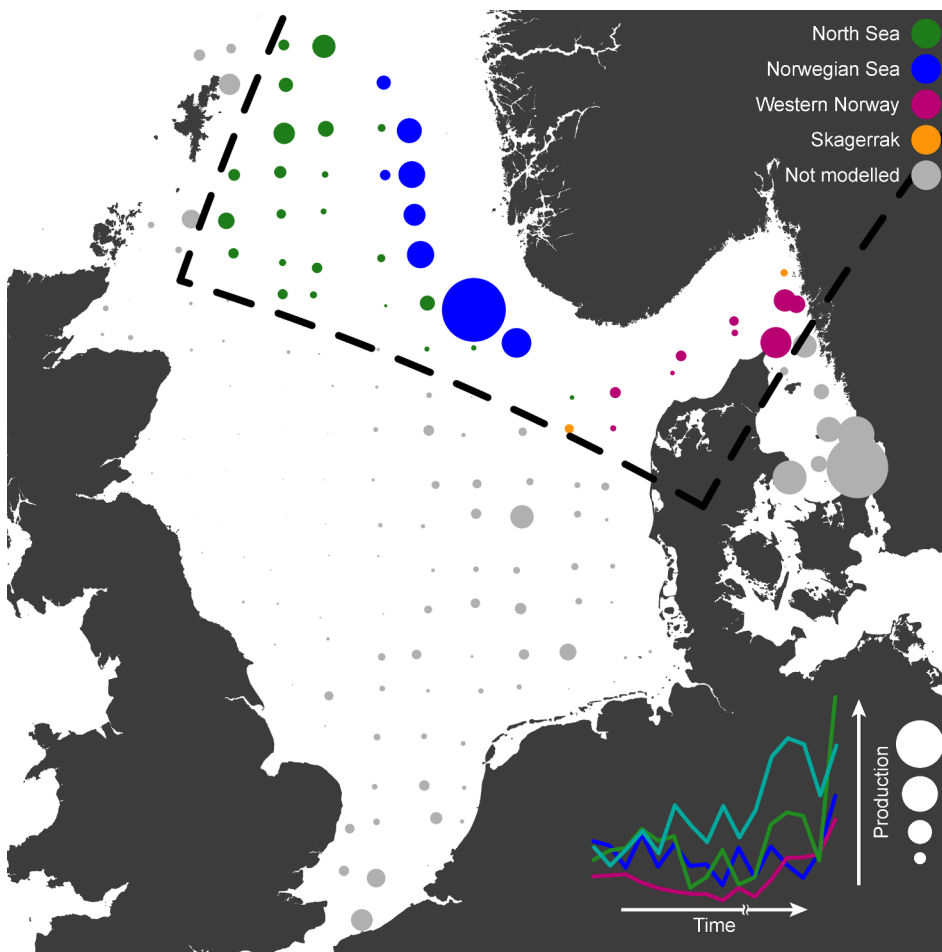 North Sea
Norwegian Sea
Western Norway
Skagerrak
Not modelled
Production
Time